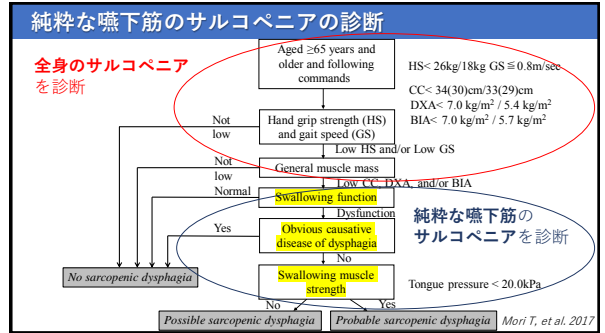 純粋な嚥下筋のサルコペニアの診断
全身のサルコペニア
を診断
Aged ≥65 years and
older and following
commands
HS< 26kg/18kg GS≦0.8m/sec
CC< 34(30)cm/33(29)cm
DXA< 7.0 kg/m² / 5.4 kg/m²
BIA< 7.0 kg/m² / 5.7 kg/m²
Not
low
Hand grip strength (HS)
and gait speed (GS)
Low HS and/or Low GS
Not
low
General muscle mass
Low CC, DXA, and/or BIA
Normal
Swallowing function
Dysfunction
純粋な嚥下筋の
サルコペニアを診断
Yes
Obvious causative
disease of dysphagia
No
No sarcopenic dysphagia
Swallowing muscle
strength
Tongue pressure < 20.0kPa
No
Yes
Possible sarcopenic dysphagia
Probable sarcopenic dysphagia
Mori T, et al. 2017